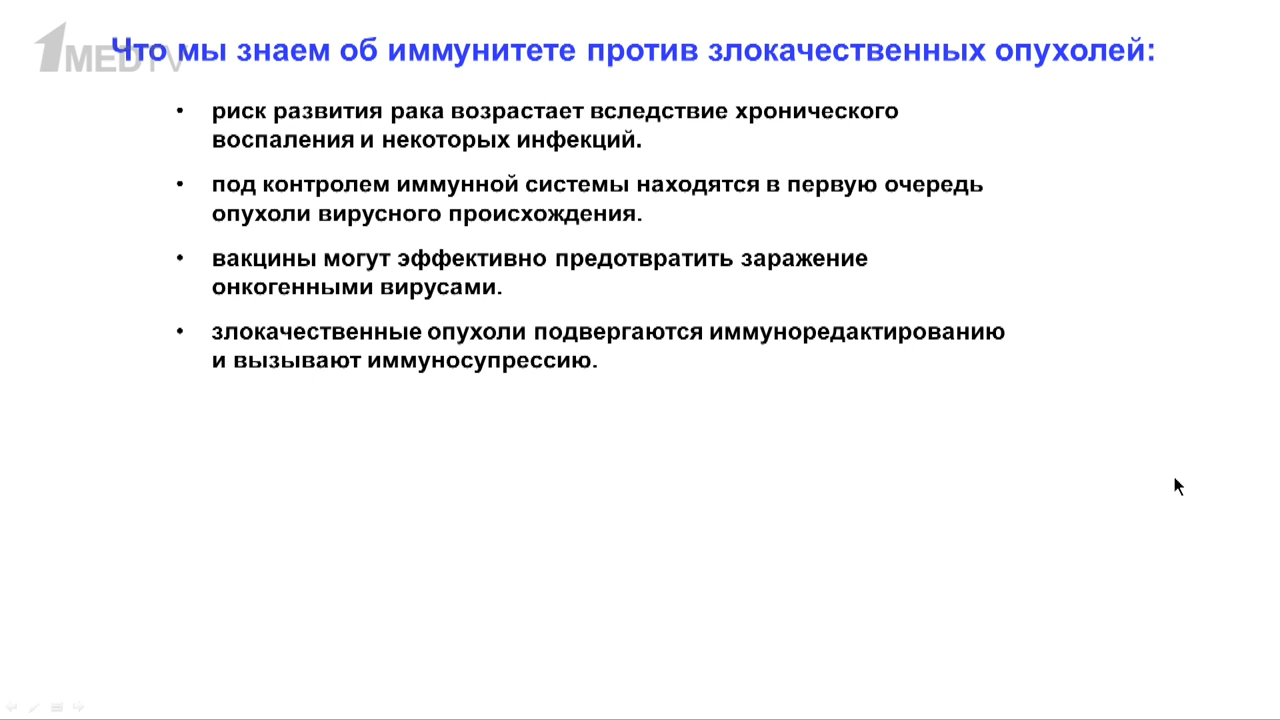 1MEDTV
Что мы знаем об иммунитете против злокачественных опухолей:
• риск развития рака возрастает вследствие хронического
воспаления и некоторых инфекций.
• под контролем иммунной системы находятся в первую очередь
опухоли вирусного происхождения.
• вакцины могут эффективно предотвратить заражение
онкогенными вирусами.
• злокачественные опухоли подвергаются иммуноредактированию
и вызывают иммуносупрессию.